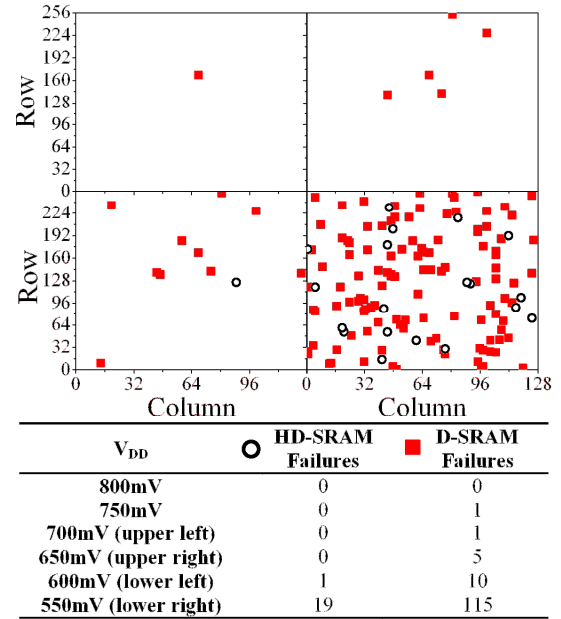 256
224
192
160
128
96
64
32
0
Row
224
192
160
128
96
64
32
0
Row
0 32 64 96 0 32 64 96 128
Column Column
V_DD HD-SRAM Failures D-SRAM Failures
800mV 0 0
750mV 0 1
700mV (upper left) 0 1
650mV (upper right) 0 5
600mV (lower left) 1 10
550mV (lower right) 19 115